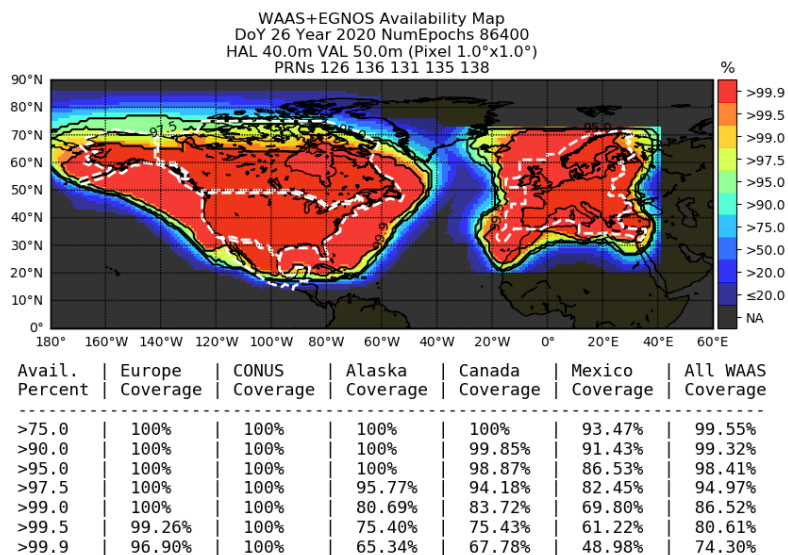 WAAS+EGNOS Availability Map
DoY 26 Year 2020 NumEpochs 86400
HAL 40.0m VAL 50.0m (Pixel 1.0°x1.0°)
PRNs 126 136 131 135 138
%
90°N
80°N
70°N
60°N
50°N
40°N
30°N
20°N
10°N
0°
180° 160°W 140°W 120°W 100°W 80°W 60°W 40°W 20°W 0° 20°E 40°E 60°E
97.5
95.0
95.0
99.9
>99.9
>99.5
>99.0
>97.5
>95.0
>90.0
>75.0
>50.0
>20.0
≤20.0
NA
Avail. | Europe | CONUS | Alaska | Canada | Mexico | All WAAS
Percent | Coverage | Coverage | Coverage | Coverage | Coverage | Coverage
------------------------------------------------------------
>75.0 | 100% | 100% | 100% | 100% | 93.47% | 99.55%
>90.0 | 100% | 100% | 100% | 99.85% | 91.43% | 99.32%
>95.0 | 100% | 100% | 100% | 98.87% | 86.53% | 98.41%
>97.5 | 100% | 100% | 95.77% | 94.18% | 82.45% | 94.97%
>99.0 | 100% | 100% | 80.69% | 83.72% | 69.80% | 86.52%
>99.5 | 99.26% | 100% | 75.40% | 75.43% | 61.22% | 80.61%
>99.9 | 96.90% | 100% | 65.34% | 67.78% | 48.98% | 74.30%